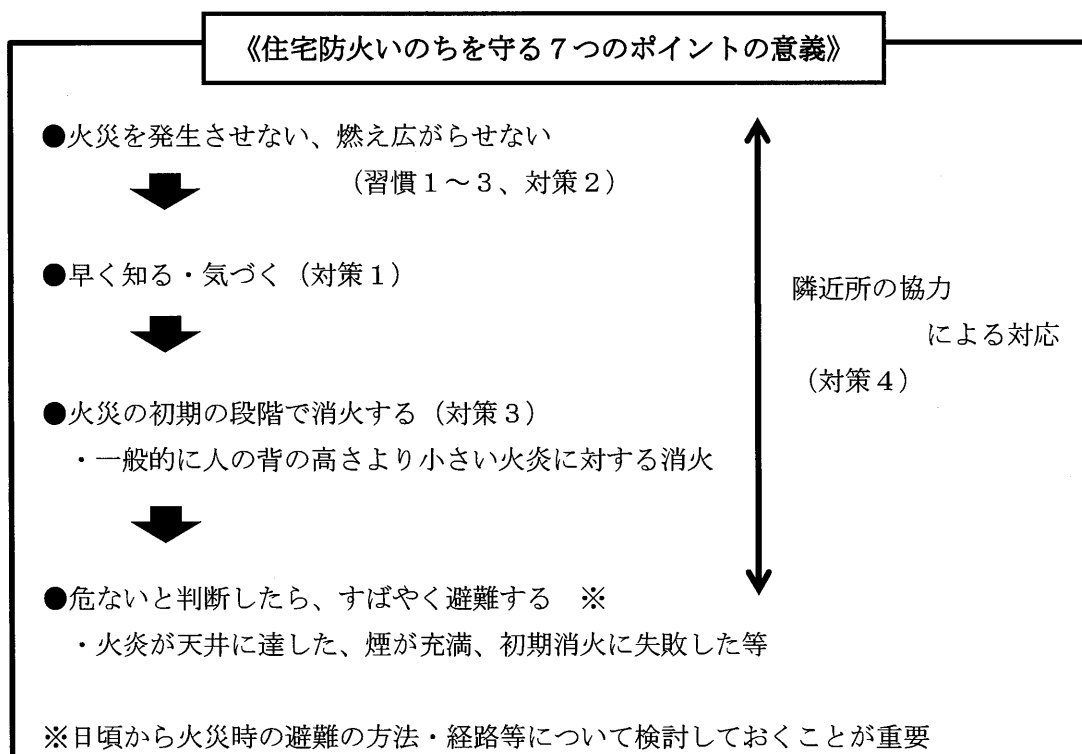 《住宅防火いのちを守る７つのポイントの意義》
●火災を発生させない、燃え広がらせない
（習慣１～３、対策２）
●早く知る・気づく（対策１）
●火災の初期の段階で消火する（対策３）
・一般的に人の背の高さより小さい火炎に対する消火
●危ないと判断したら、すばやく避難する　※
・火炎が天井に達した、煙が充満、初期消火に失敗した等
隣近所の協力
による対応
（対策４）
※日頃から火災時の避難の方法・経路等について検討しておくことが重要